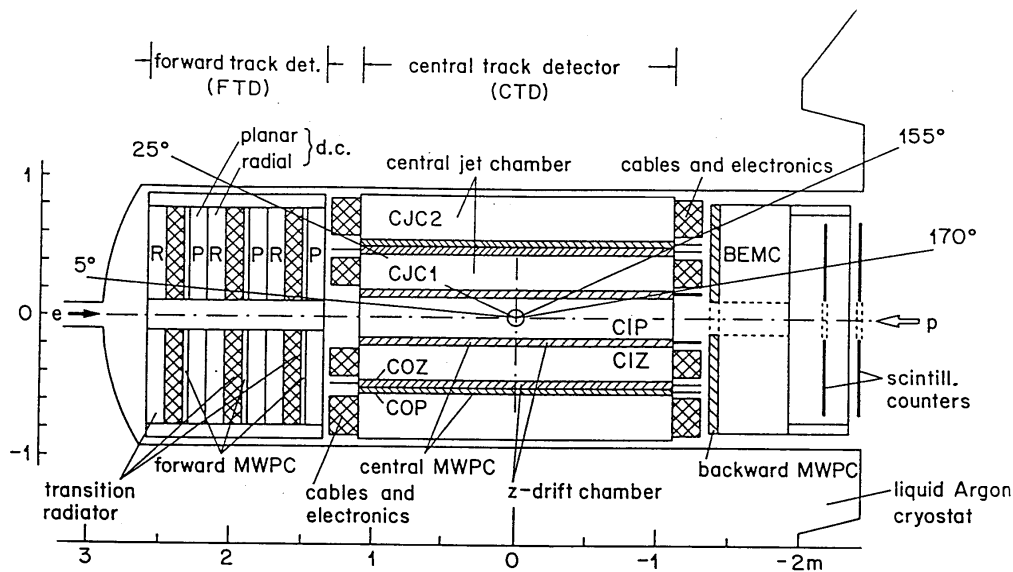 forward track det.
(FTD)
central track detector
(CTD)
planar
radial
} d.c.
25°
155°
central jet chamber
cables and electronics
1
CJC2
R
P
R
P
R
P
BEMC
170°
5°
CJC1
0
e
CIP
p
CIZ
COZ
COP
scintill.
counters
-1
forward MWPC
central MWPC
backward MWPC
transition
radiator
cables and
electronics
z-drift chamber
liquid Argon
cryostat
3
2
1
0
-1
-2m